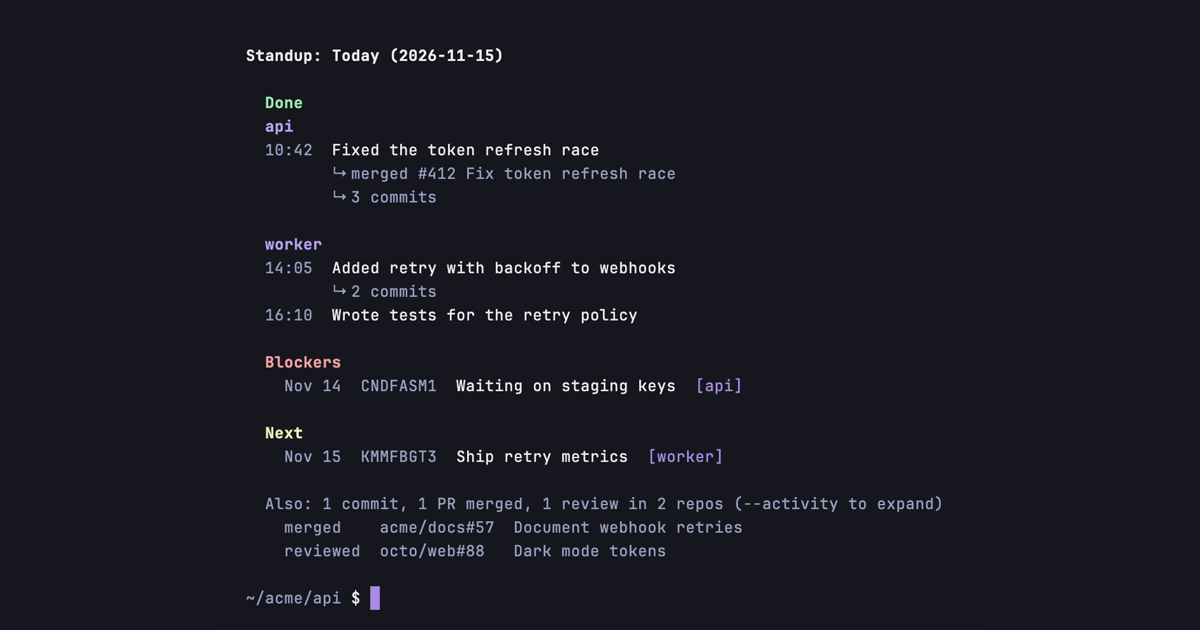 Standup: Today (2026-11-15)
Done
api
10:42 Fixed the token refresh race
↳ merged #412 Fix token refresh race
↳ 3 commits
worker
14:05 Added retry with backoff to webhooks
↳ 2 commits
16:10 Wrote tests for the retry policy
Blockers
Nov 14 CNDFASM1 Waiting on staging keys [api]
Next
Nov 15 KMMFBGT3 Ship retry metrics [worker]
Also: 1 commit, 1 PR merged, 1 review in 2 repos (--activity to expand)
merged acme/docs#57 Document webhook retries
reviewed octo/web#88 Dark mode tokens
~/acme/api $